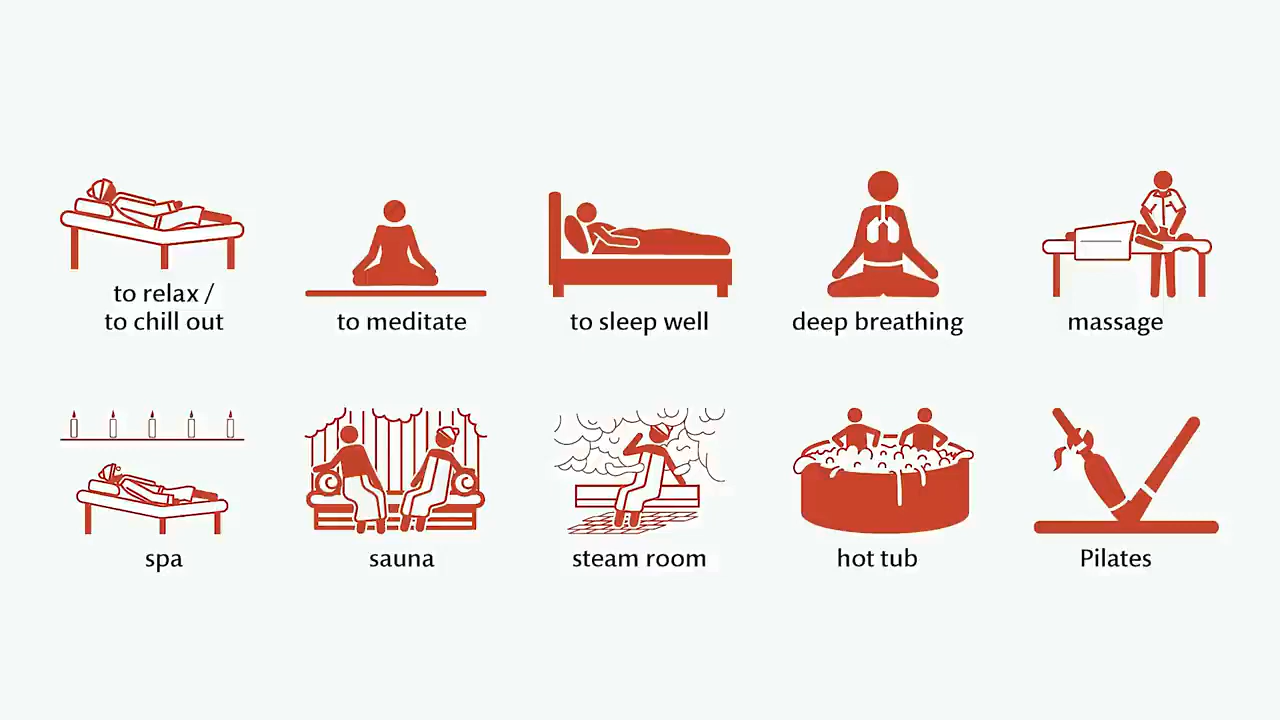 to relax /
to chill out
to meditate
to sleep well
deep breathing
massage
spa
sauna
steam room
hot tub
Pilates